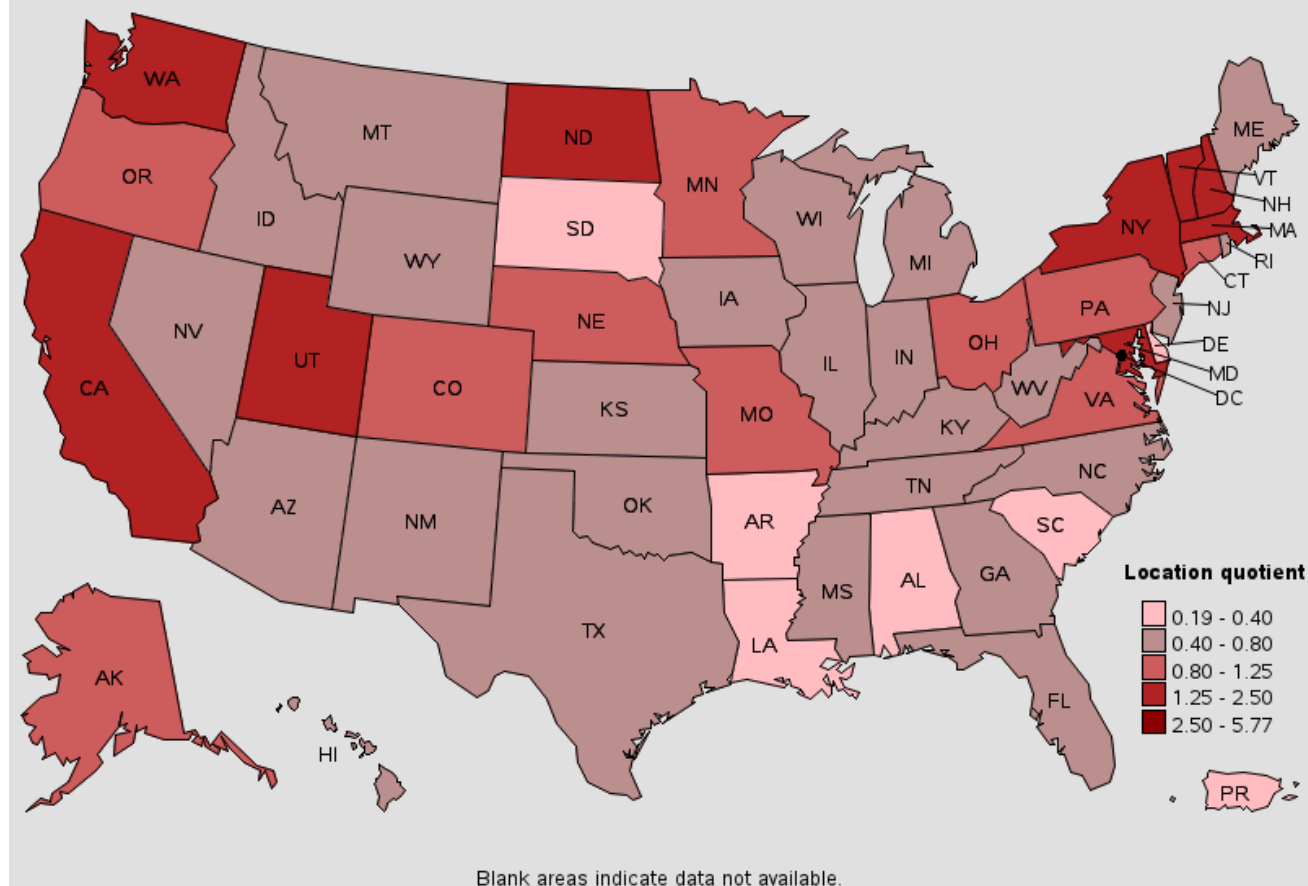 WA
MT
ND
MN
OR
ID
SD
WI
MI
NY
ME
VT
NH
MA
RI
CT
NJ
DE
MD
DC
WY
NV
UT
CA
CO
NE
IA
IL
IN
OH
PA
WV
VA
KS
MO
KY
AZ
NM
OK
AR
TN
NC
SC
MS
AL
GA
TX
LA
FL
AK
HI
PR
Location quotient
0.19 - 0.40
0.40 - 0.80
0.80 - 1.25
1.25 - 2.50
2.50 - 5.77
Blank areas indicate data not available.